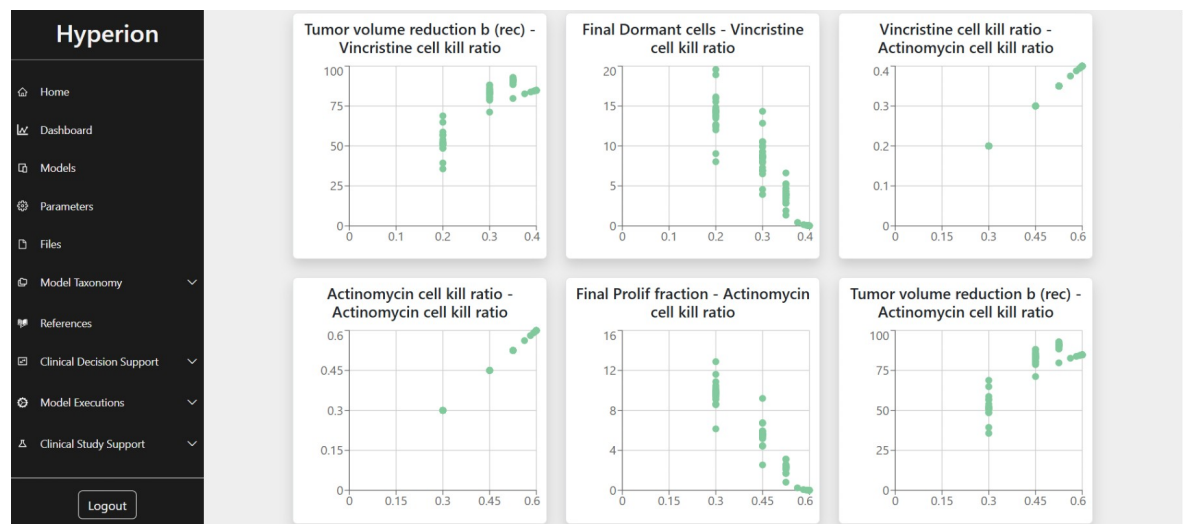 Hyperion
Home
Dashboard
Models
Parameters
Files
Model Taxonomy
References
Clinical Decision Support
Model Executions
Clinical Study Support
Logout
Tumor volume reduction b (rec) -
Vincristine cell kill ratio
100
75
50
25
0
0 0.1 0.2 0.3 0.4
Final Dormant cells - Vincristine
cell kill ratio
20
15
10
5
0
0 0.1 0.2 0.3 0.4
Vincristine cell kill ratio -
Actinomycin cell kill ratio
0.4
0.3
0.2
0.1
0
0 0.15 0.3 0.45 0.6
Actinomycin cell kill ratio -
Actinomycin cell kill ratio
0.6
0.45
0.3
0.15
0
0 0.15 0.3 0.45 0.6
Final Prolif fraction - Actinomycin
cell kill ratio
16
12
8
4
0
0 0.15 0.3 0.45 0.6
Tumor volume reduction b (rec) -
Actinomycin cell kill ratio
100
75
50
25
0
0 0.15 0.3 0.45 0.6